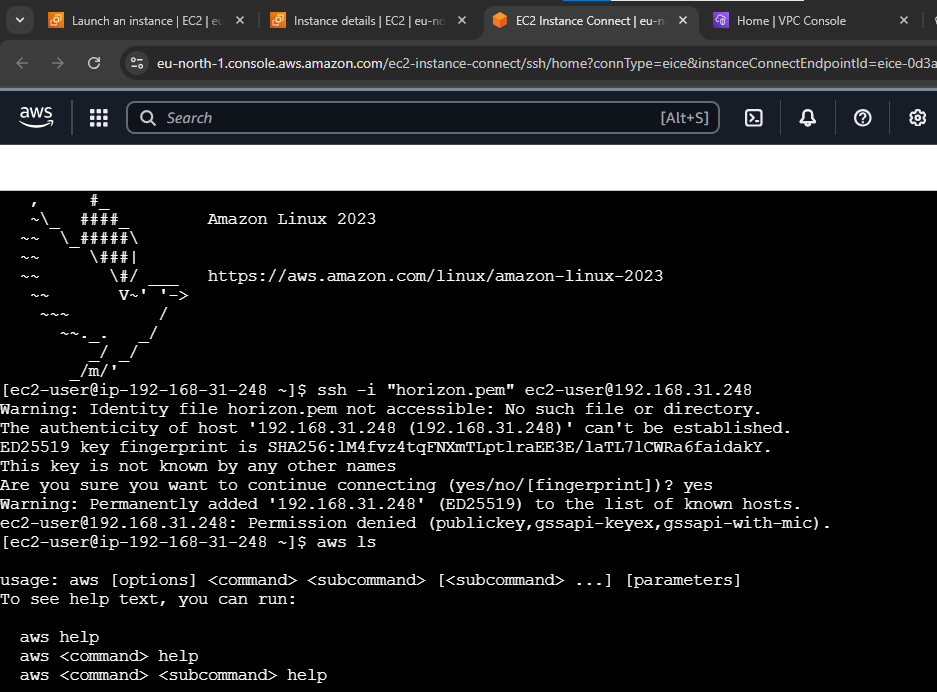 Launch an instance | EC2 | eu
Instance details | EC2 | eu-no
EC2 Instance Connect | eu-n
Home | VPC Console
eu-north-1.console.aws.amazon.com/ec2-instance-connect/ssh/home?connType=eice&instanceConnectEndpointId=eice-0d3a
aws
Search
[Alt+S]
   ,     #_
   ~\_  ####_        Amazon Linux 2023
  ~~  \_#####\
  ~~     \###|
  ~~       \#/ ___   https://aws.amazon.com/linux/amazon-linux-2023
   ~~       V~' '->
    ~~~         /
      ~~._.   _/
         _/ _/
       _/m/'
[ec2-user@ip-192-168-31-248 ~]$ ssh -i "horizon.pem" ec2-user@192.168.31.248
Warning: Identity file horizon.pem not accessible: No such file or directory.
The authenticity of host '192.168.31.248 (192.168.31.248)' can't be established.
ED25519 key fingerprint is SHA256:lM4fvz4tqFNXmTLptlraEE3E/laTL7lCWRa6faidakY.
This key is not known by any other names
Are you sure you want to continue connecting (yes/no/[fingerprint])? yes
Warning: Permanently added '192.168.31.248' (ED25519) to the list of known hosts.
ec2-user@192.168.31.248: Permission denied (publickey,gssapi-keyex,gssapi-with-mic).
[ec2-user@ip-192-168-31-248 ~]$ aws ls

usage: aws [options] <command> <subcommand> [<subcommand> ...] [parameters]
To see help text, you can run:

  aws help
  aws <command> help
  aws <command> <subcommand> help